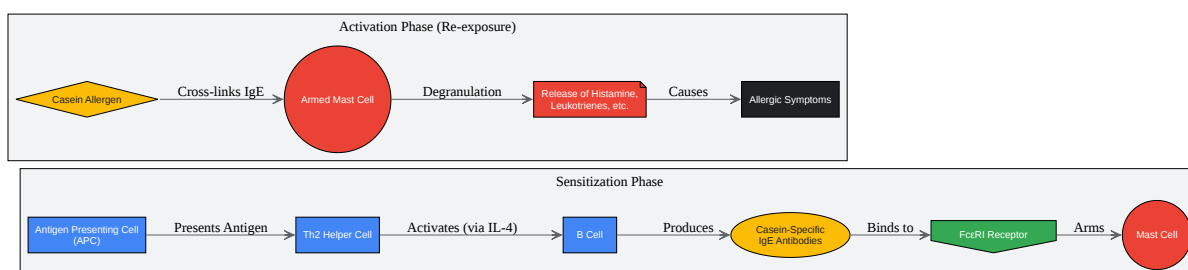 Activation Phase (Re-exposure)
Casein Allergen
Cross-links IgE
Armed Mast Cell
Degranulation
Release of Histamine,
Leukotrienes, etc.
Causes
Allergic Symptoms
Sensitization Phase
Antigen Presenting Cell
(APC)
Presents Antigen
Th2 Helper Cell
Activates (via IL-4)
B Cell
Produces
Casein-Specific
IgE Antibodies
Binds to
FcεRI Receptor
Arms
Mast Cell